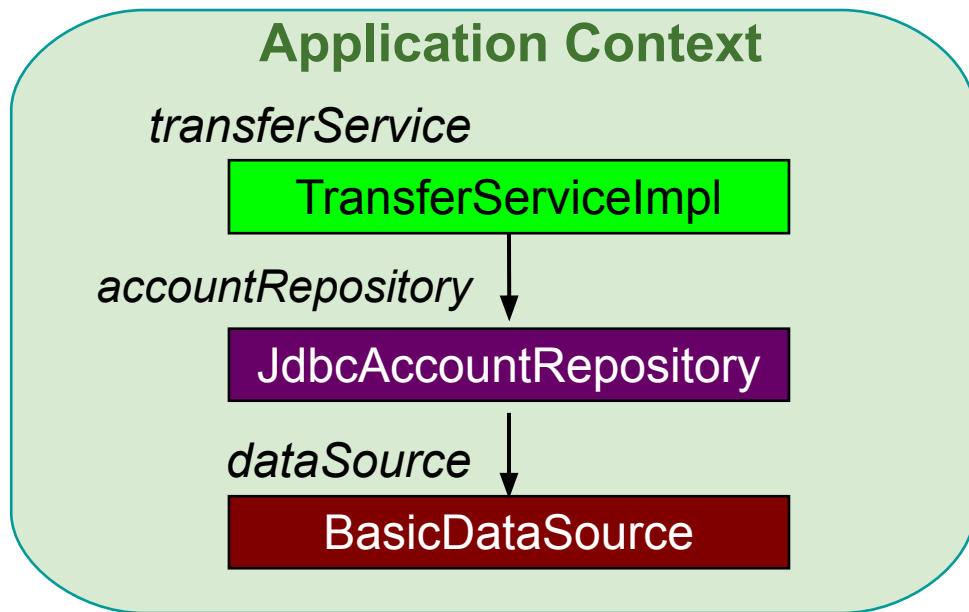 Application Context
transferService
TransferServiceImpl
accountRepository
JdbcAccountRepository
dataSource
BasicDataSource